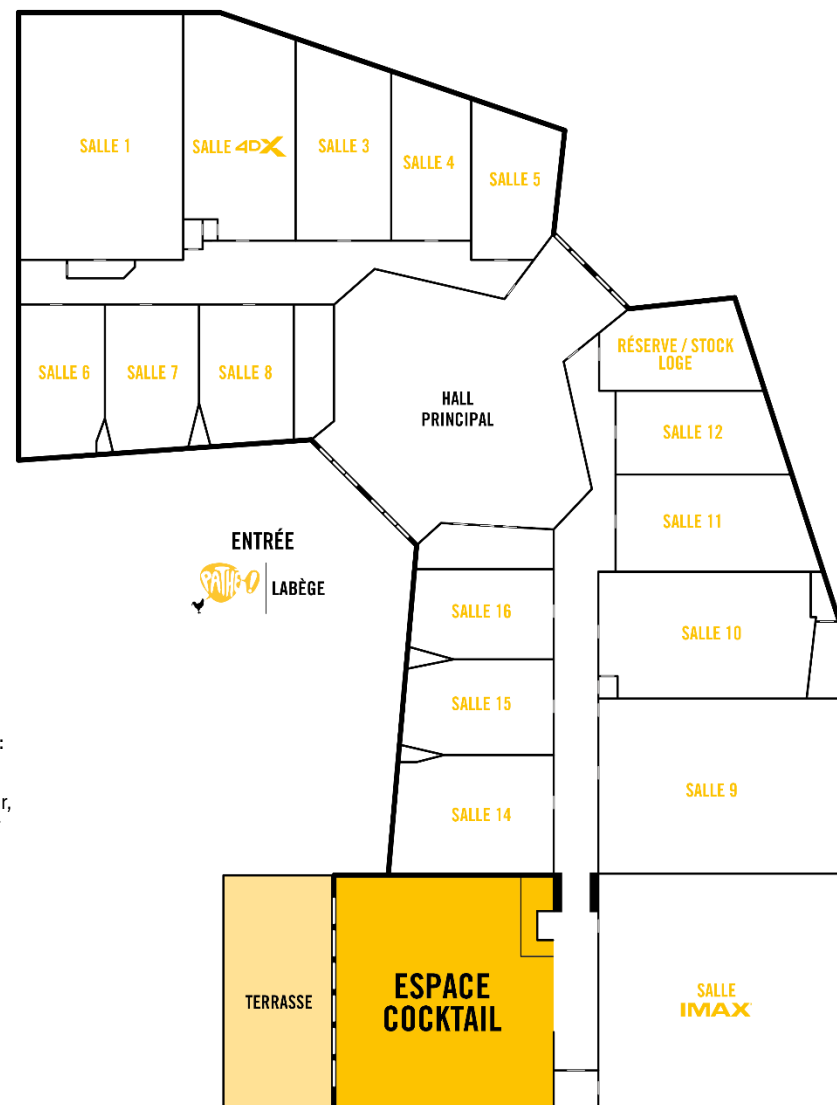 SALLE 1
SALLE 4DX
SALLE 3
SALLE 4
SALLE 5
SALLE 6
SALLE 7
SALLE 8
HALL
PRINCIPAL
RÉSERVE / STOCK
LOGE
SALLE 12
SALLE 11
ENTRÉE
PATHÉ!
LABÈGE
SALLE 16
SALLE 10
SALLE 15
:
r,
SALLE 9
SALLE 14
TERRASSE
ESPACE
COCKTAIL
SALLE
IMAX